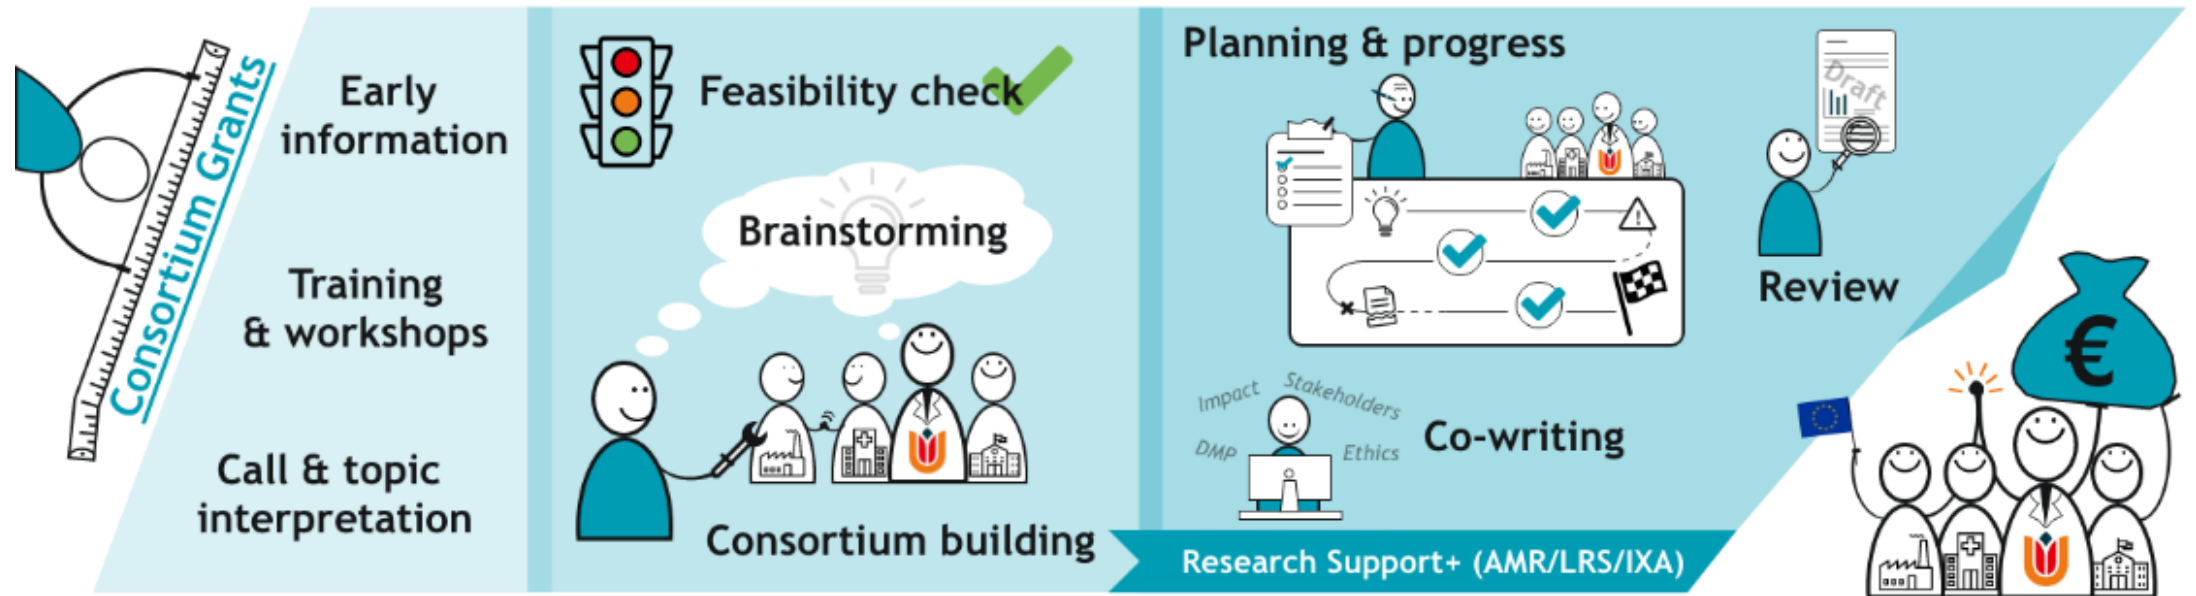 Consortium Grants
Early
information
Training
& workshops
Call & topic
interpretation
Feasibility check
Brainstorming
Consortium building
Planning & progress
Draft
Review
Impact
Stakeholders
DMP
Ethics
Co-writing
Research Support+ (AMR/LRS/IXA)
€